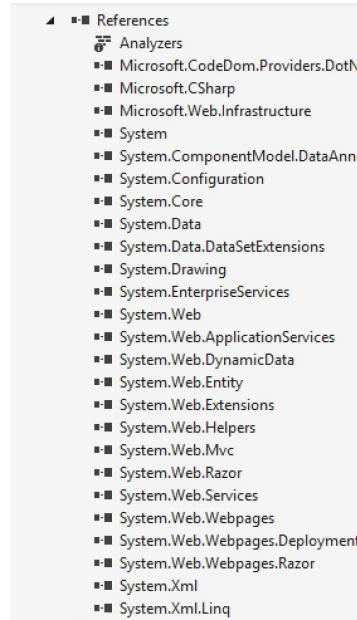 References
Analyzers
Microsoft.CodeDom.Providers.DotN
Microsoft.CSharp
Microsoft.Web.Infrastructure
System
System.ComponentModel.DataAnn
System.Configuration
System.Core
System.Data
System.Data.DataSetExtensions
System.Drawing
System.EnterpriseServices
System.Web
System.Web.ApplicationServices
System.Web.DynamicData
System.Web.Entity
System.Web.Extensions
System.Web.Helpers
System.Web.Mvc
System.Web.Razor
System.Web.Services
System.Web.Webpages
System.Web.Webpages.Deployment
System.Web.Webpages.Razor
System.Xml
System.Xml.Linq